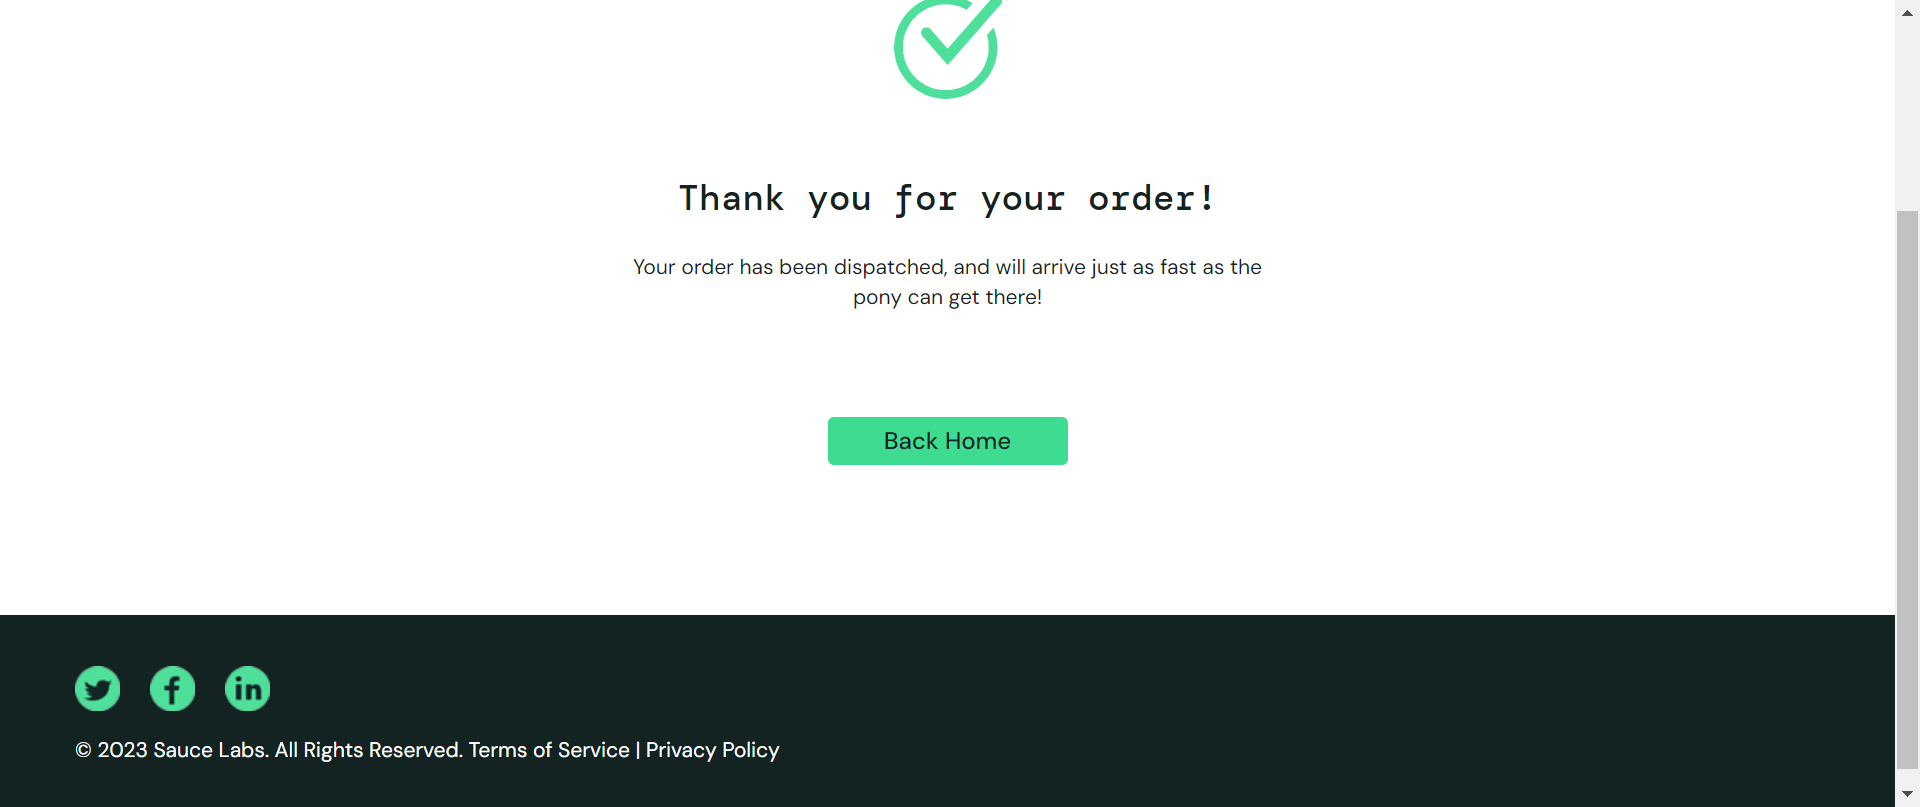 Thank you for your order!
Your order has been dispatched, and will arrive just as fast as the
pony can get there!
Back Home
© 2023 Sauce Labs. All Rights Reserved. Terms of Service | Privacy Policy